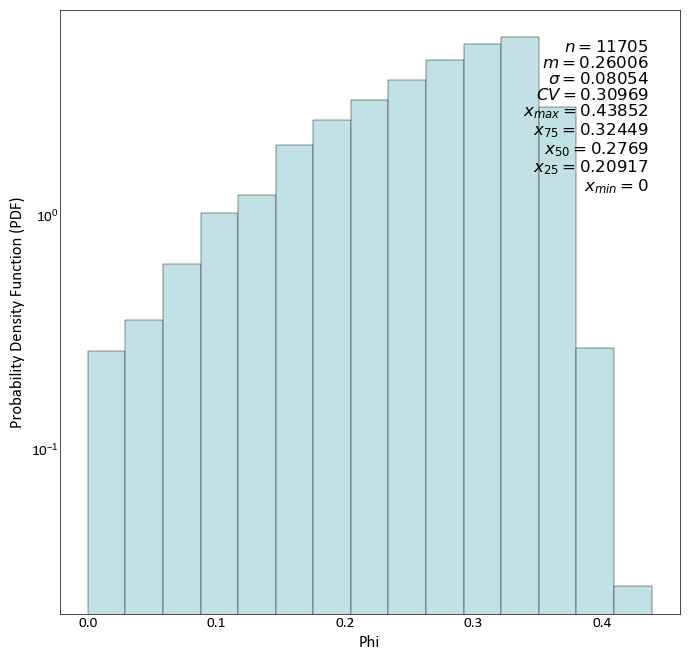 n = 11705
m = 0.26006
σ = 0.08054
CV = 0.30969
x_max = 0.43852
x_75 = 0.32449
x_50 = 0.2769
x_25 = 0.20917
x_min = 0
10^0
10^-1
Probability Density Function (PDF)
0.0 0.1 0.2 0.3 0.4
Phi